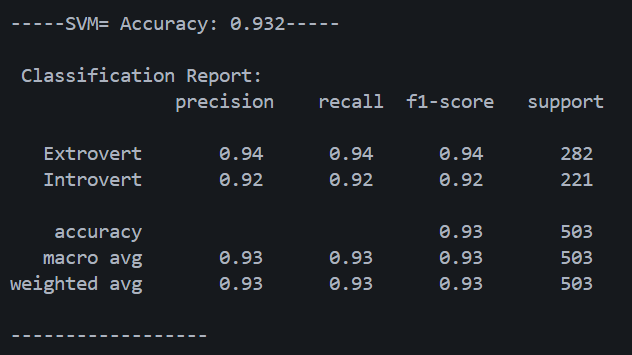 -----SVM= Accuracy: 0.932-----
Classification Report:
precision recall f1-score support
Extrovert 0.94 0.94 0.94 282
Introvert 0.92 0.92 0.92 221
accuracy 0.93 503
macro avg 0.93 0.93 0.93 503
weighted avg 0.93 0.93 0.93 503
------------------